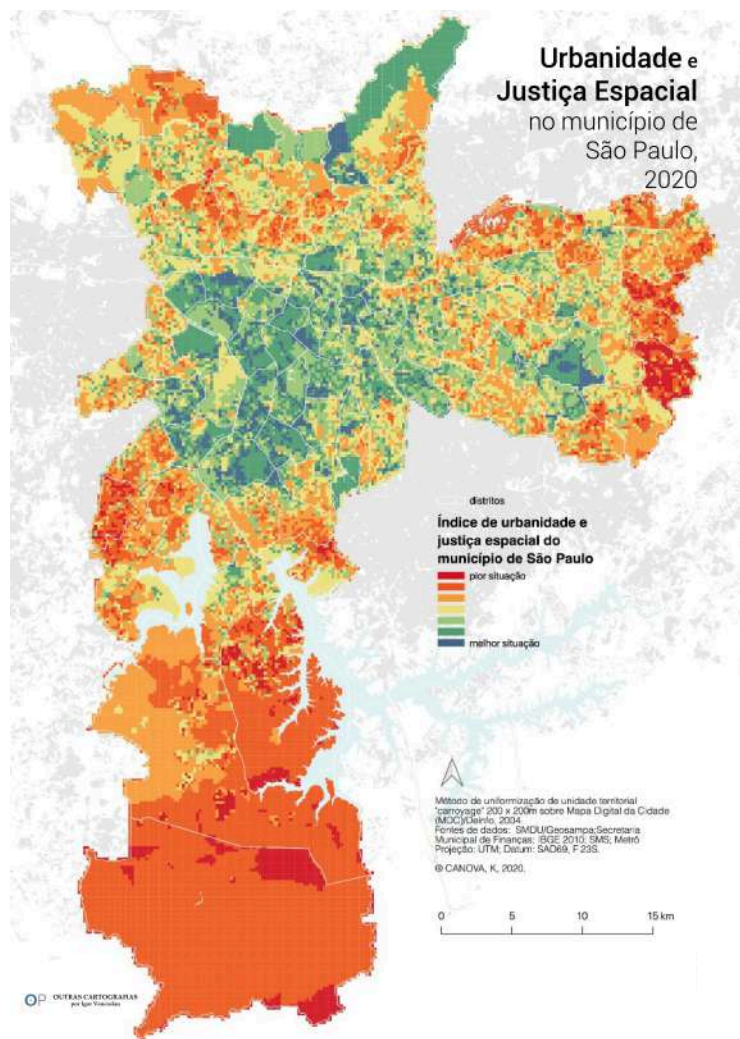 Urbanidade e
Justiça Espacial
no município de
São Paulo,
2020
distritos
Índice de urbanidade e
justiça espacial do
município de São Paulo
pior situação
melhor situação
Método de uniformização de unidade territorial
"carroyage" 200 x 200m sobre Mapa Digital da Cidade
(MDC)/Deinfo, 2004
Fontes de dados: SMDU/Geosampa;Secretaria
Municipal de Finanças; IBGE 2010; SMS; Metrô
Projeção: UTM; Datum: SAD69, F 23S.
© CANOVA, K, 2020.
0 5 10 15 km
OP OUTRAS CARTOGRAFIAS
por Igor Venceslau